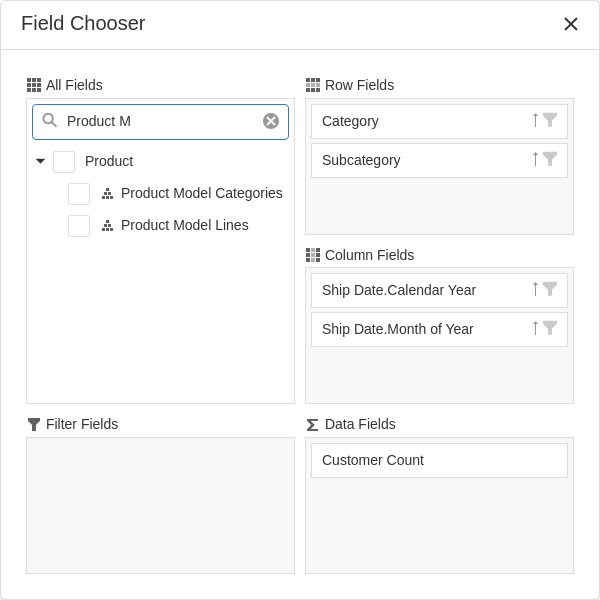 Field Chooser
All Fields
Product M
Product
Product Model Categories
Product Model Lines
Row Fields
Category
Subcategory
Column Fields
Ship Date.Calendar Year
Ship Date.Month of Year
Filter Fields
Data Fields
Customer Count